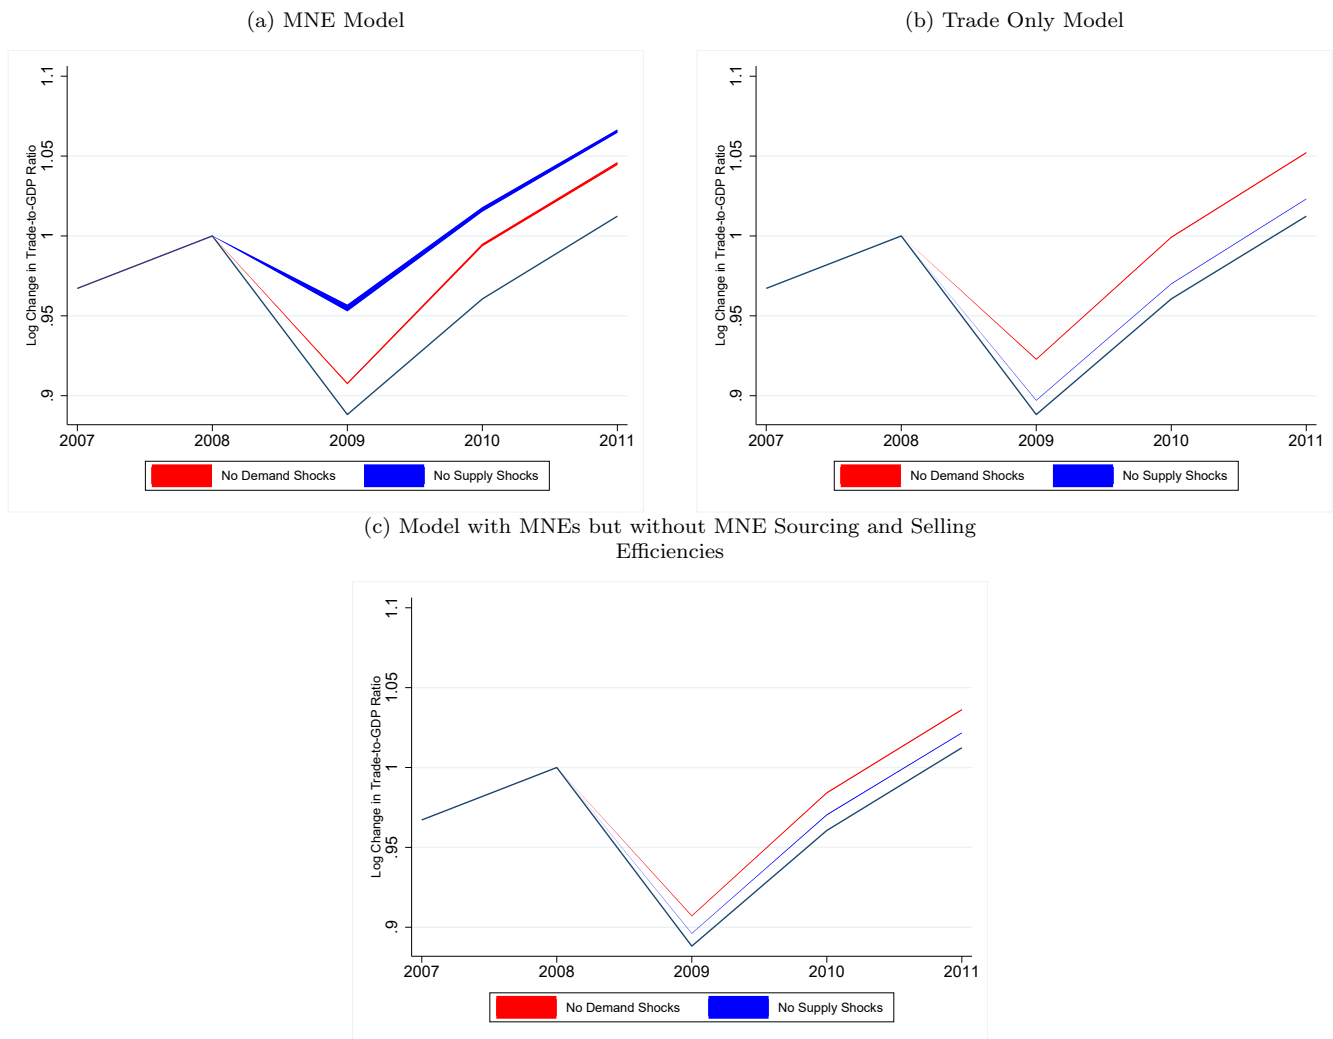 (a) MNE Model
(b) Trade Only Model
Log Change in Trade-to-GDP Ratio
1.1
1.05
1
.95
.9
2007 2008 2009 2010 2011
No Demand Shocks No Supply Shocks
Log Change in Trade-to-GDP Ratio
1.1
1.05
1
.95
.9
2007 2008 2009 2010 2011
No Demand Shocks No Supply Shocks
(c) Model with MNEs but without MNE Sourcing and Selling
Efficiencies
Log Change in Trade-to-GDP Ratio
1.1
1.05
1
.95
.9
2007 2008 2009 2010 2011
No Demand Shocks No Supply Shocks